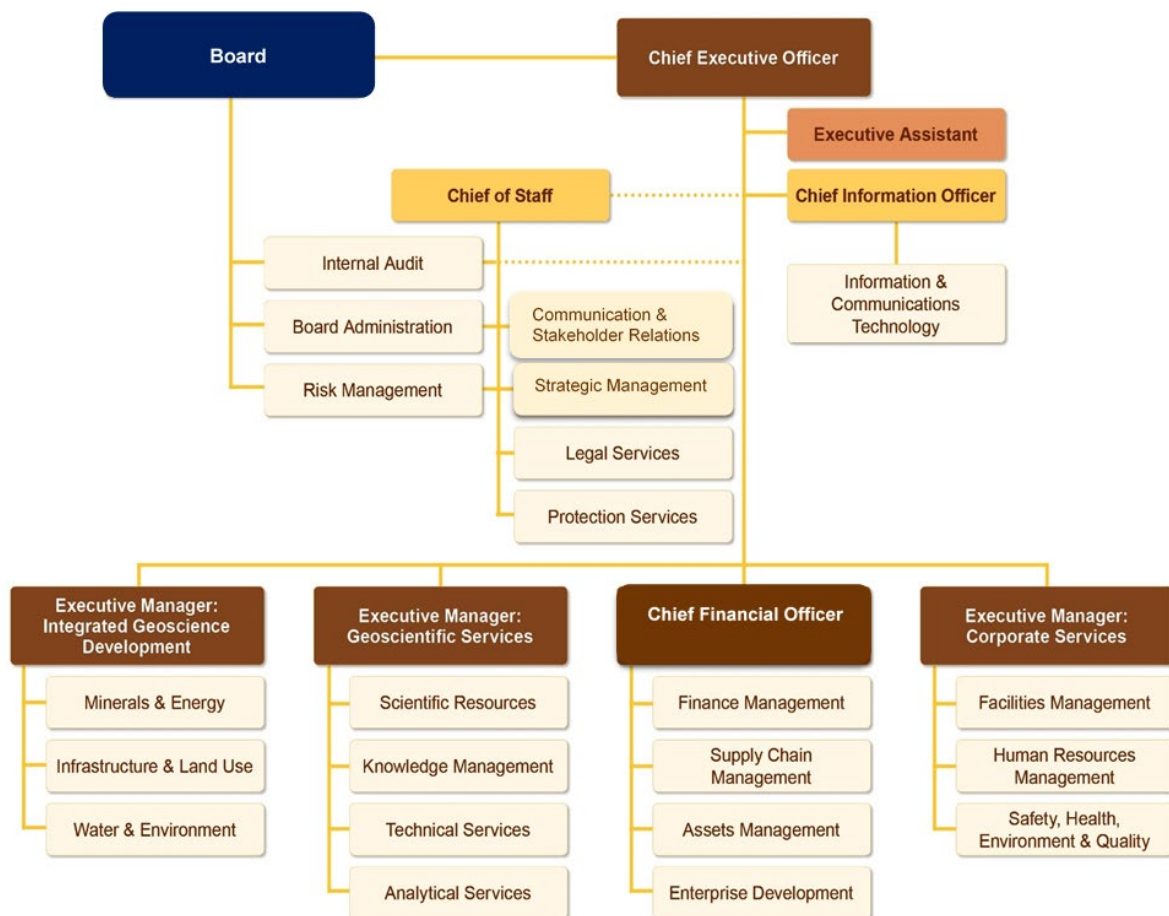 Board
Chief Executive Officer
Executive Assistant
Chief of Staff
Chief Information Officer
Internal Audit
Information &
Communications
Technology
Board Administration
Communication &
Stakeholder Relations
Risk Management
Strategic Management
Legal Services
Protection Services
Executive Manager:
Integrated Geoscience
Development
Minerals & Energy
Infrastructure & Land Use
Water & Environment
Executive Manager:
Geoscientific Services
Scientific Resources
Knowledge Management
Technical Services
Analytical Services
Chief Financial Officer
Finance Management
Supply Chain
Management
Assets Management
Enterprise Development
Executive Manager:
Corporate Services
Facilities Management
Human Resources
Management
Safety, Health,
Environment & Quality